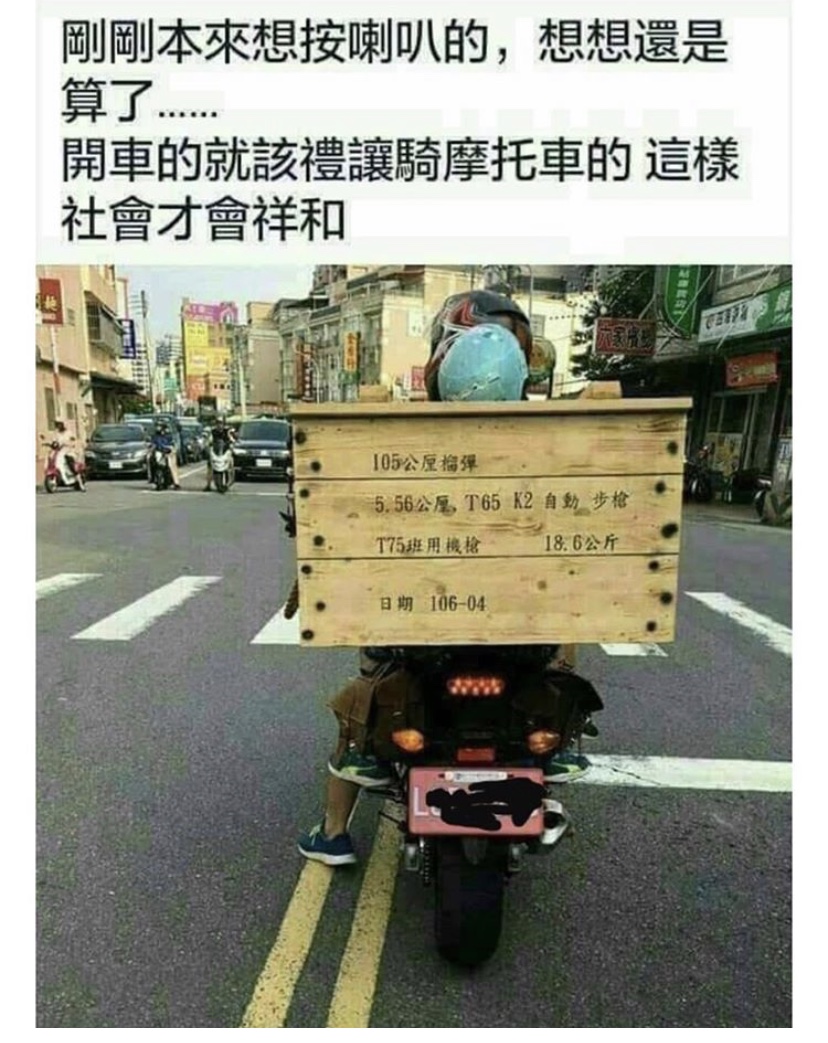 剛剛本來想按喇叭的，想想還是
算了......
開車的就該禮讓騎摩托車的 這樣
社會才會祥和
105公厘榴彈
5.56公厘, T65 K2 自動 步槍
T75班用機槍 18.6公斤
日期 106-04